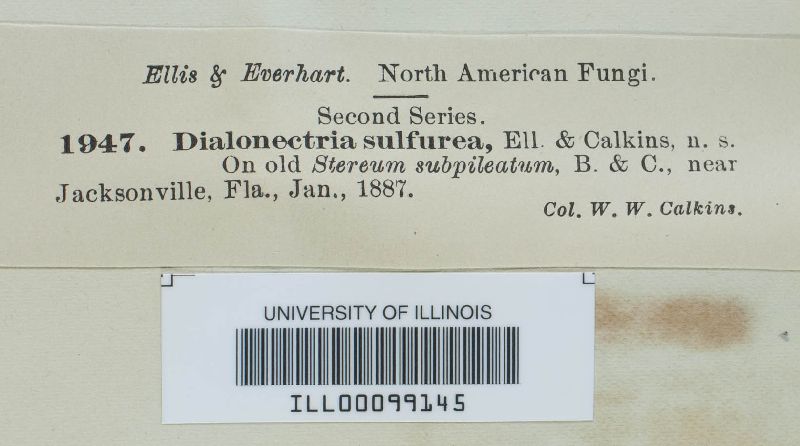 Ellis & Everhart. North American Fungi.
Second Series.
1947. Dialonectria sulfurea, Ell. & Calkins, n. s.
On old Stereum subpileatum, B. & C., near
Jacksonville, Fla., Jan., 1887.
Col. W. W. Calkins.
UNIVERSITY OF ILLINOIS
ILL00099145